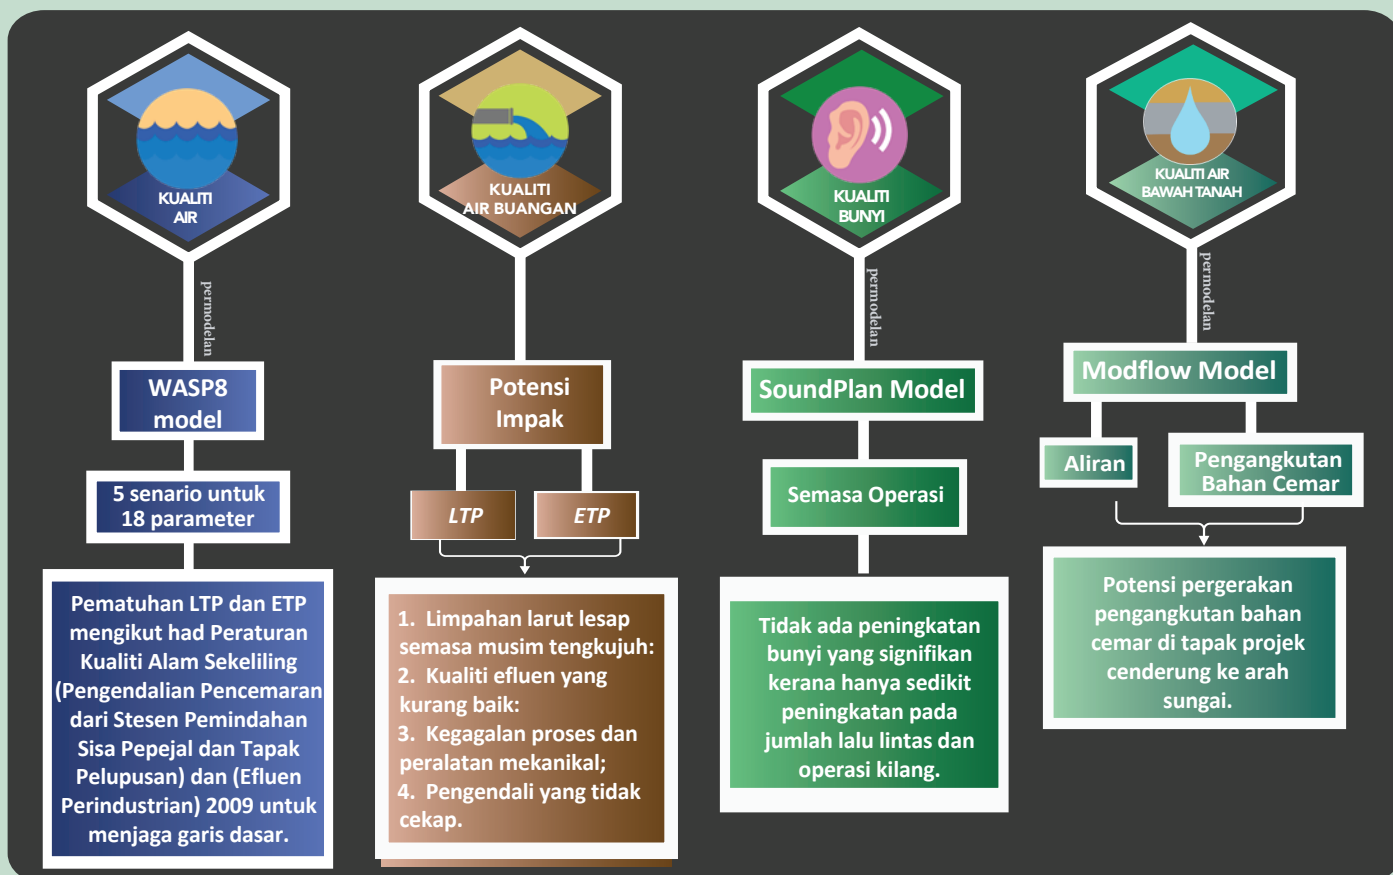 KUALITI
AIR
permodelan
WASP8
model
5 senario untuk
18 parameter
Pematuhan LTP dan ETP
mengikut had Peraturan
Kualiti Alam Sekeliling
(Pengendalian Pencemaran
dari Stesen Pemindahan
Sisa Pepejal dan Tapak
Pelupusan) dan (Efluen
Perindustrian) 2009 untuk
menjaga garis dasar.
KUALITI
AIR BUANGAN
Potensi
Impak
LTP
ETP
1. Limpahan larut lesap
semasa musim tengkujuh:
2. Kualiti efluen yang
kurang baik:
3. Kegagalan proses dan
peralatan mekanikal;
4. Pengendali yang tidak
cekap.
KUALITI
BUNYI
permodelan
SoundPlan Model
Semasa Operasi
Tidak ada peningkatan
bunyi yang signifikan
kerana hanya sedikit
peningkatan pada
jumlah lalu lintas dan
operasi kilang.
KUALITI AIR
BAWAH TANAH
permodelan
Modflow Model
Aliran
Pengangkutan
Bahan Cemar
Potensi pergerakan
pengangkutan bahan
cemar di tapak projek
cenderung ke arah
sungai.